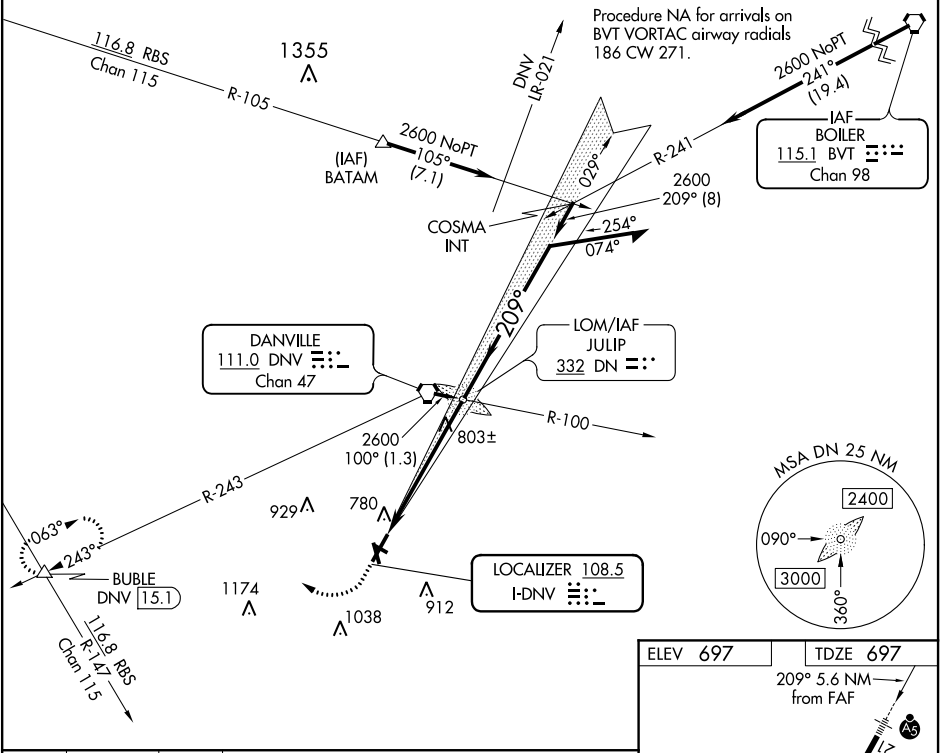 Procedure NA for arrivals on
BVT VORTAC airway radials
186 CW 271.
116.8 RBS
Chan 115
R-105
1355
DNV
LR-021
2600 NoPT
241°
(19.4)
IAF
BOILER
115.1 BVT
Chan 98
R-241
(IAF)
BATAM
2600 NoPT
105°
(7.1)
029°
2600
209° (8)
COSMA
INT
254°
074°
209°
DANVILLE
111.0 DNV
Chan 47
LOM/IAF
JULIP
332 DN
R-100
2600
100° (1.3)
803±
R-243
929
780
063°
243°
BUBLE
DNV 15.1
1174
1038
912
LOCALIZER 108.5
I-DNV
116.8 RBS
R-147
Chan 115
MSA DN 25 NM
2400
090°
3000
360°
ELEV 697
TDZE 697
209° 5.6 NM
from FAF
A5
21